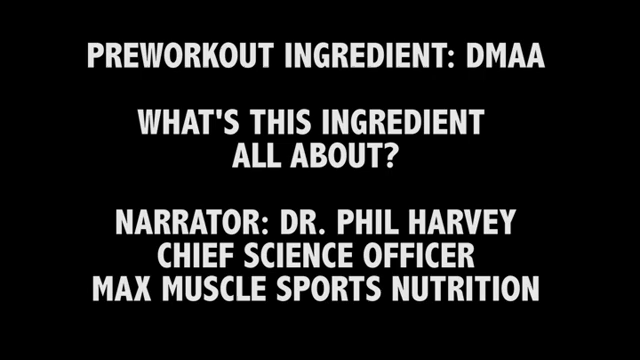 PREWORKOUT INGREDIENT: DMAA
WHAT'S THIS INGREDIENT
ALL ABOUT?
NARRATOR: DR. PHIL HARVEY
CHIEF SCIENCE OFFICER
MAX MUSCLE SPORTS NUTRITION